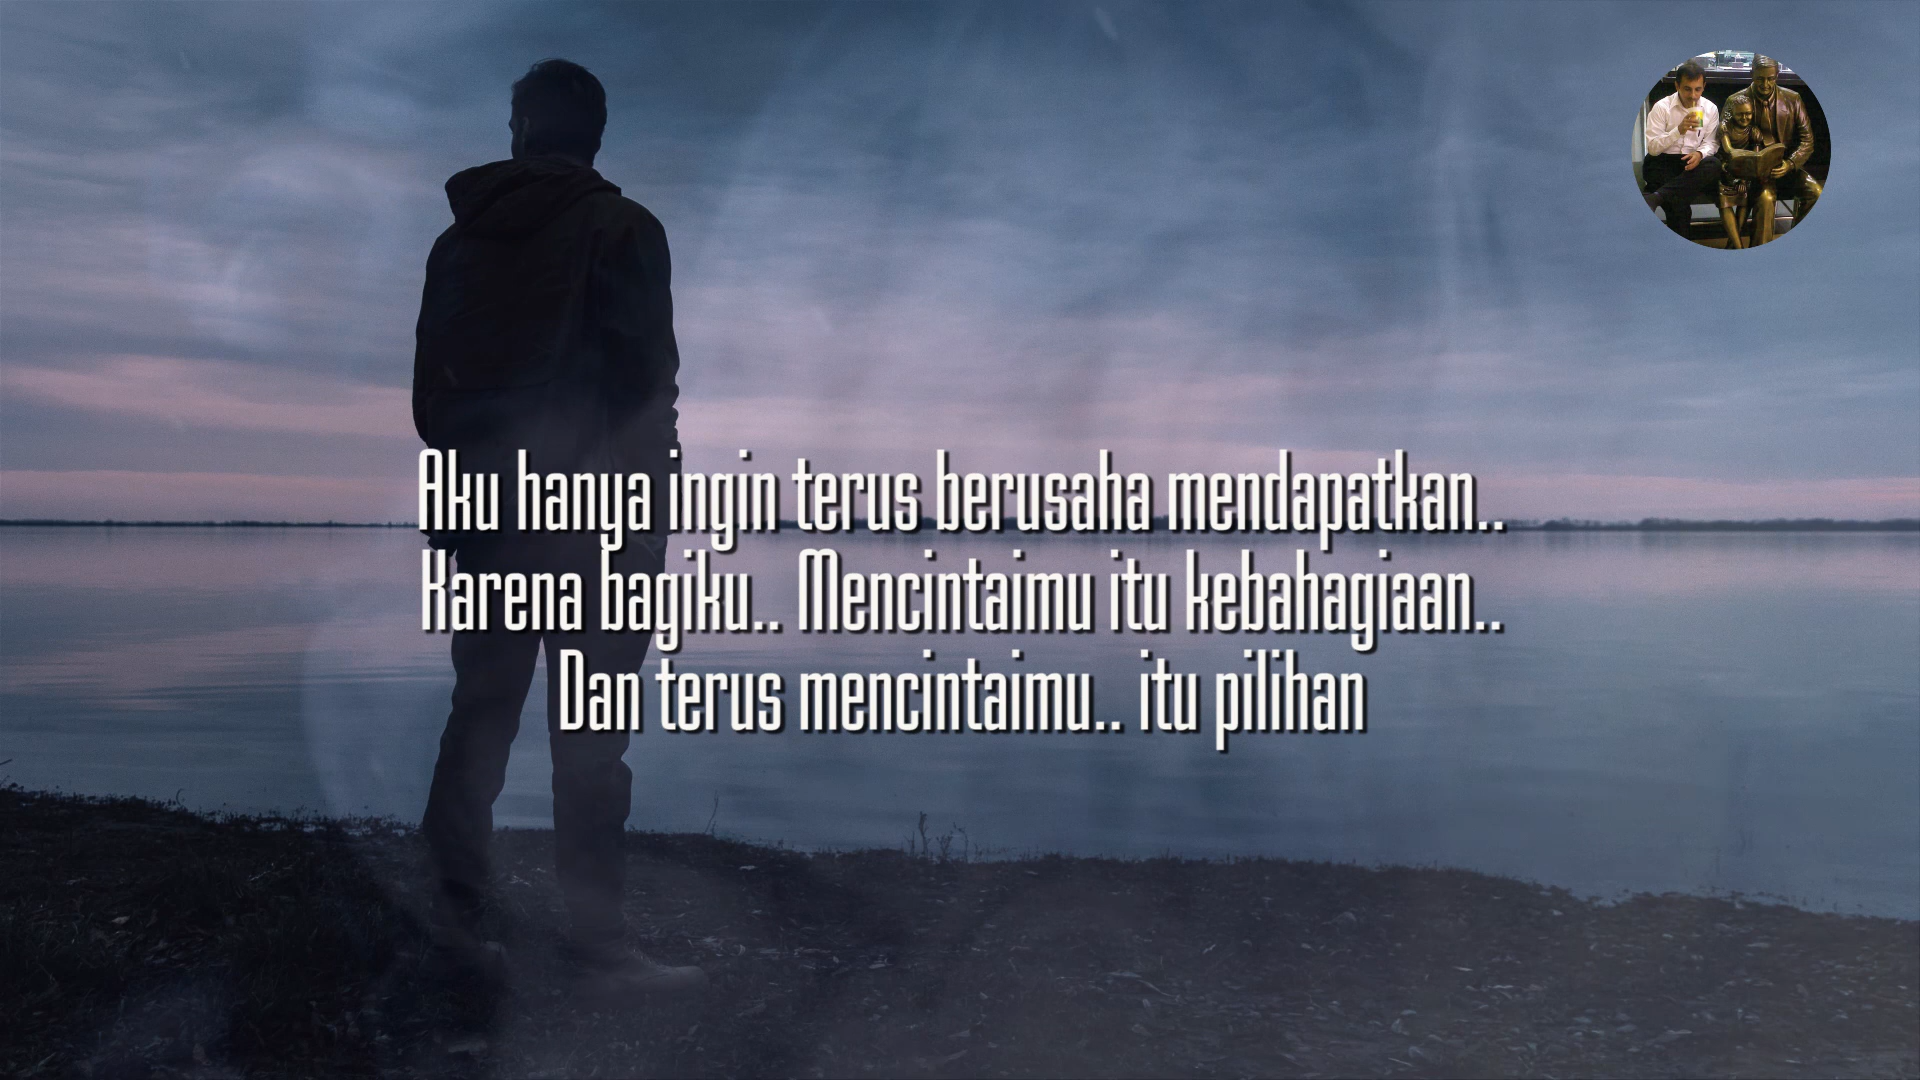 Aku hanya ingin terus berusaha mendapatkan..
Karena bagiku.. Mencintaimu itu kebahagiaan..
Dan terus mencintaimu.. itu pilihan